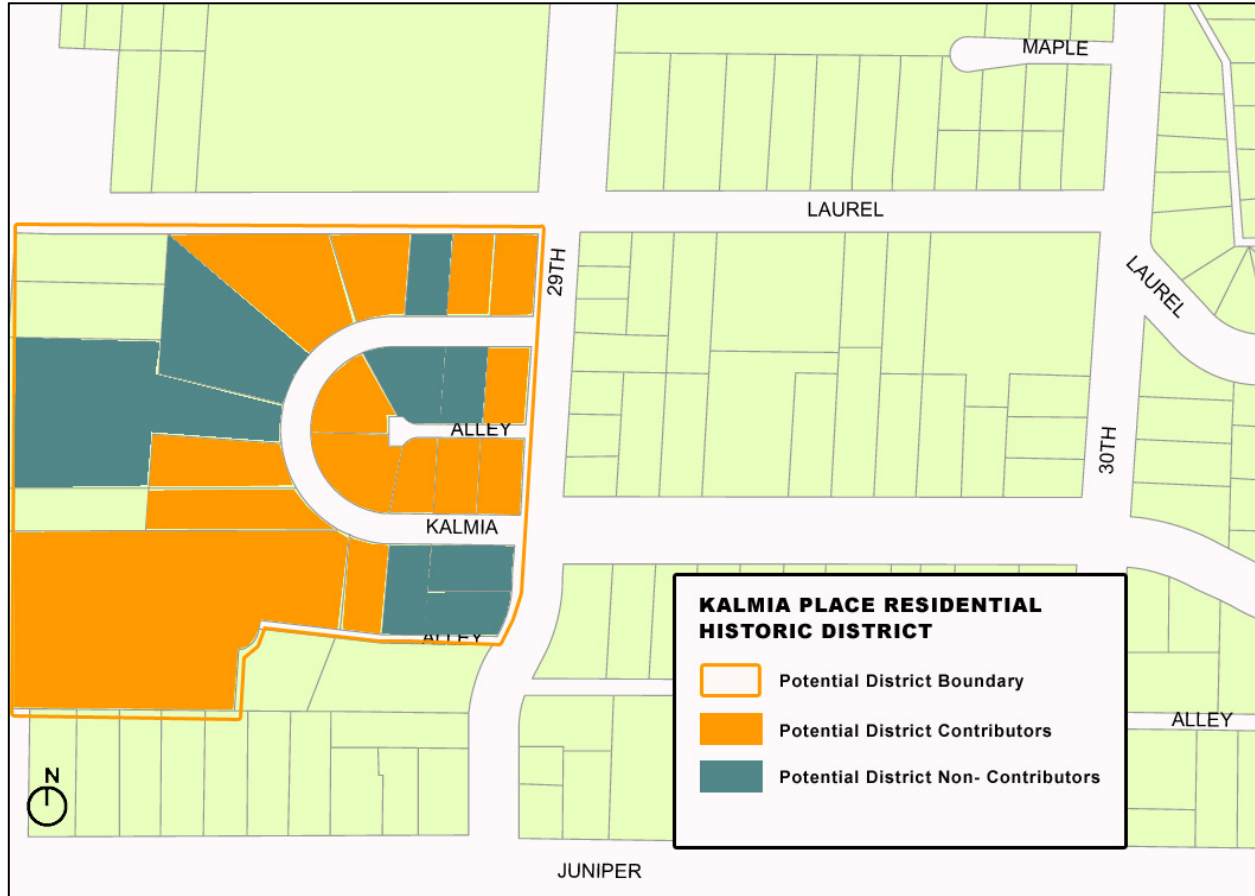 MAPLE
LAUREL
29TH
LAUREL
ALLEY
30TH
KALMIA
ALLEY
KALMIA PLACE RESIDENTIAL
HISTORIC DISTRICT
Potential District Boundary
Potential District Contributors
Potential District Non- Contributors
ALLEY
N
JUNIPER